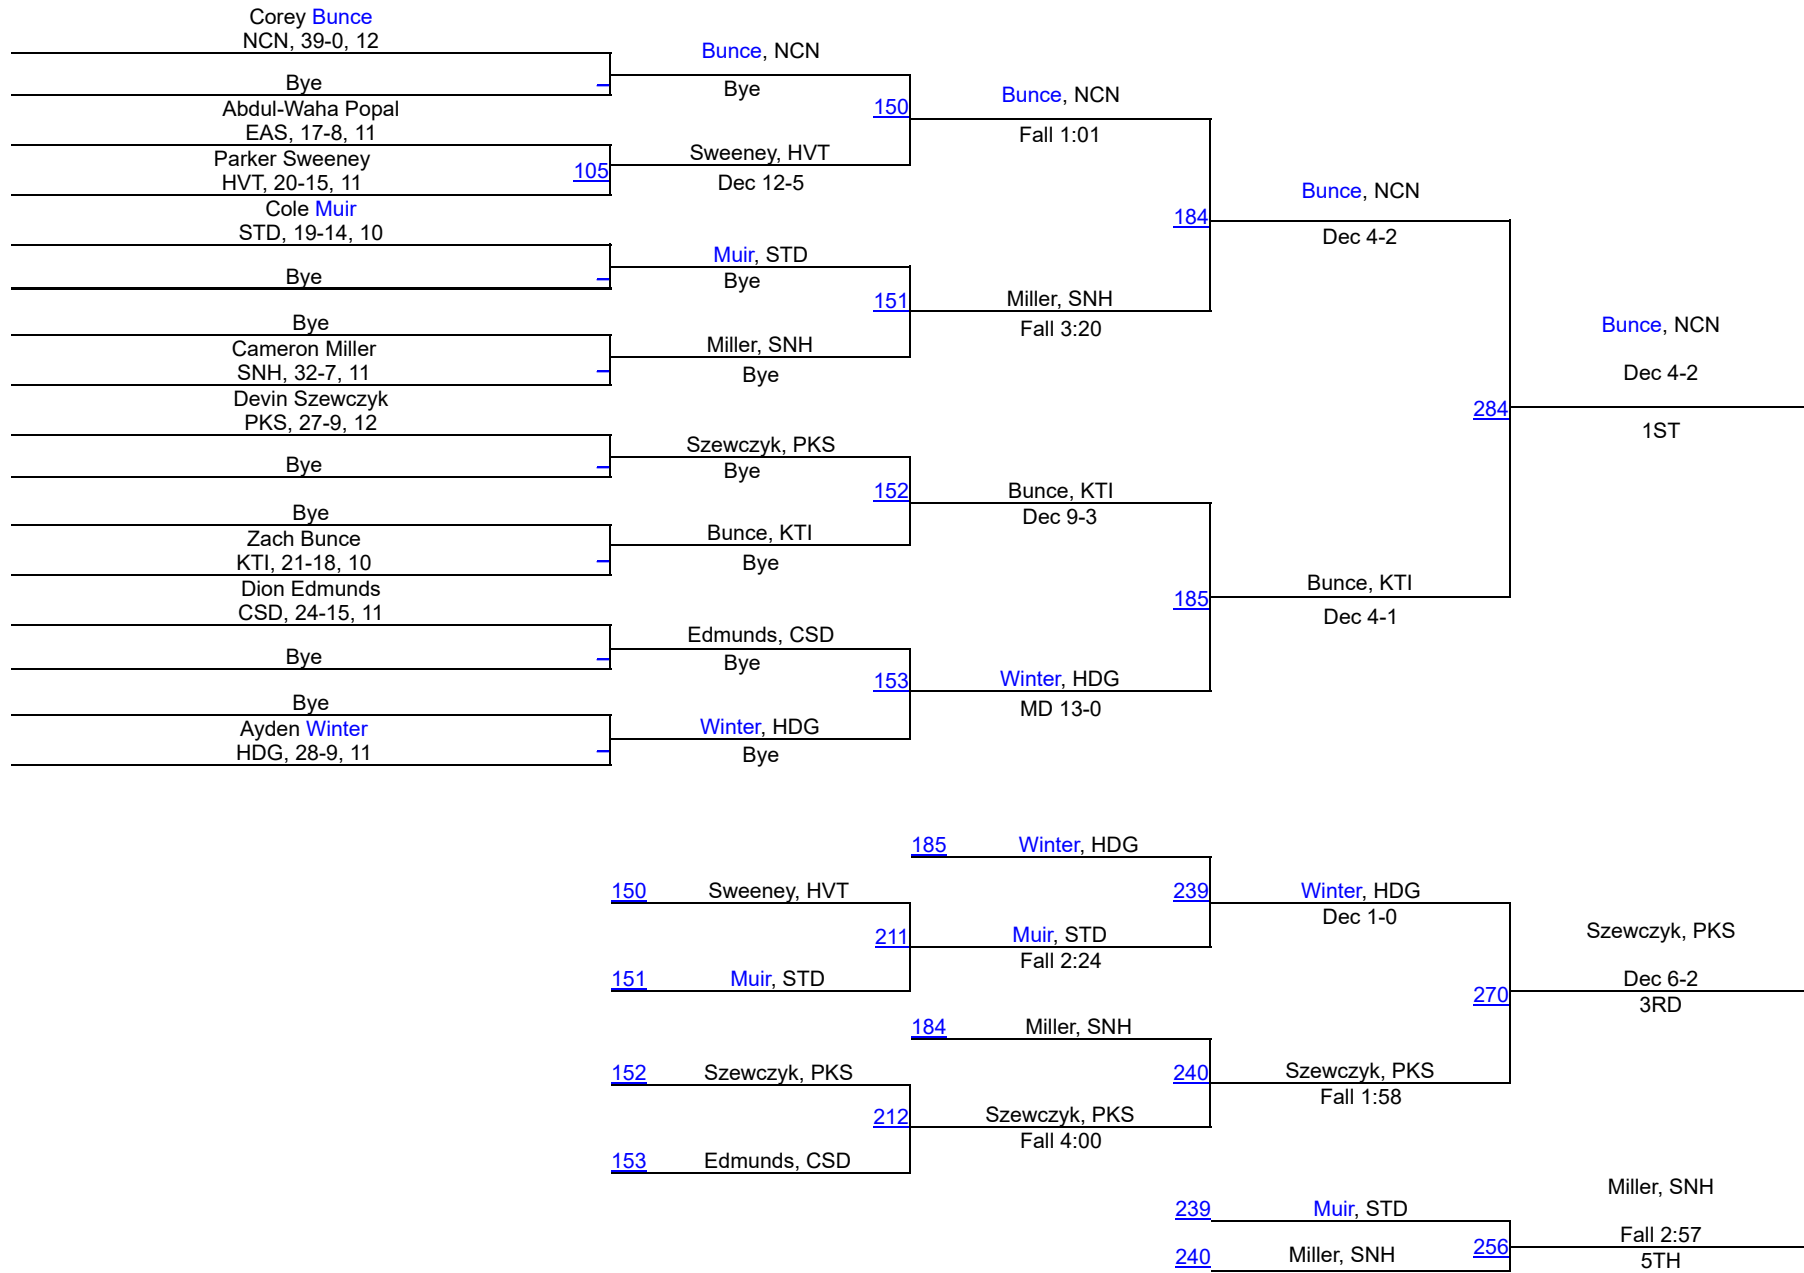 Corey Bunce
NCN, 39-0, 12
Bye
Abdul-Waha Popal
EAS, 17-8, 11
Parker Sweeney
HVT, 20-15, 11
105
Cole Muir
STD, 19-14, 10
Bye
Bye
Cameron Miller
SNH, 32-7, 11
Devin Szewczyk
PKS, 27-9, 12
Bye
Bye
Zach Bunce
KTI, 21-18, 10
Dion Edmunds
CSD, 24-15, 11
Bye
Bye
Ayden Winter
HDG, 28-9, 11
Bunce, NCN
Bye
150
Sweeney, HVT
Dec 12-5
Muir, STD
Bye
151
Miller, SNH
Bye
Szewczyk, PKS
Bye
152
Bunce, KTI
Bye
Edmunds, CSD
Bye
153
Winter, HDG
Bye
Bunce, NCN
Fall 1:01
184
Miller, SNH
Fall 3:20
Bunce, KTI
Dec 9-3
185
Winter, HDG
MD 13-0
Bunce, NCN
Dec 4-2
284
Bunce, KTI
Dec 4-1
Bunce, NCN
Dec 4-2
1ST
150 Sweeney, HVT
211
151 Muir, STD
152 Szewczyk, PKS
212
153 Edmunds, CSD
185 Winter, HDG
239
Muir, STD
Fall 2:24
184 Miller, SNH
240
Szewczyk, PKS
Fall 4:00
Winter, HDG
Dec 1-0
270
Szewczyk, PKS
Fall 1:58
Szewczyk, PKS
Dec 6-2
3RD
239 Muir, STD
240 Miller, SNH
256
Miller, SNH
Fall 2:57
5TH